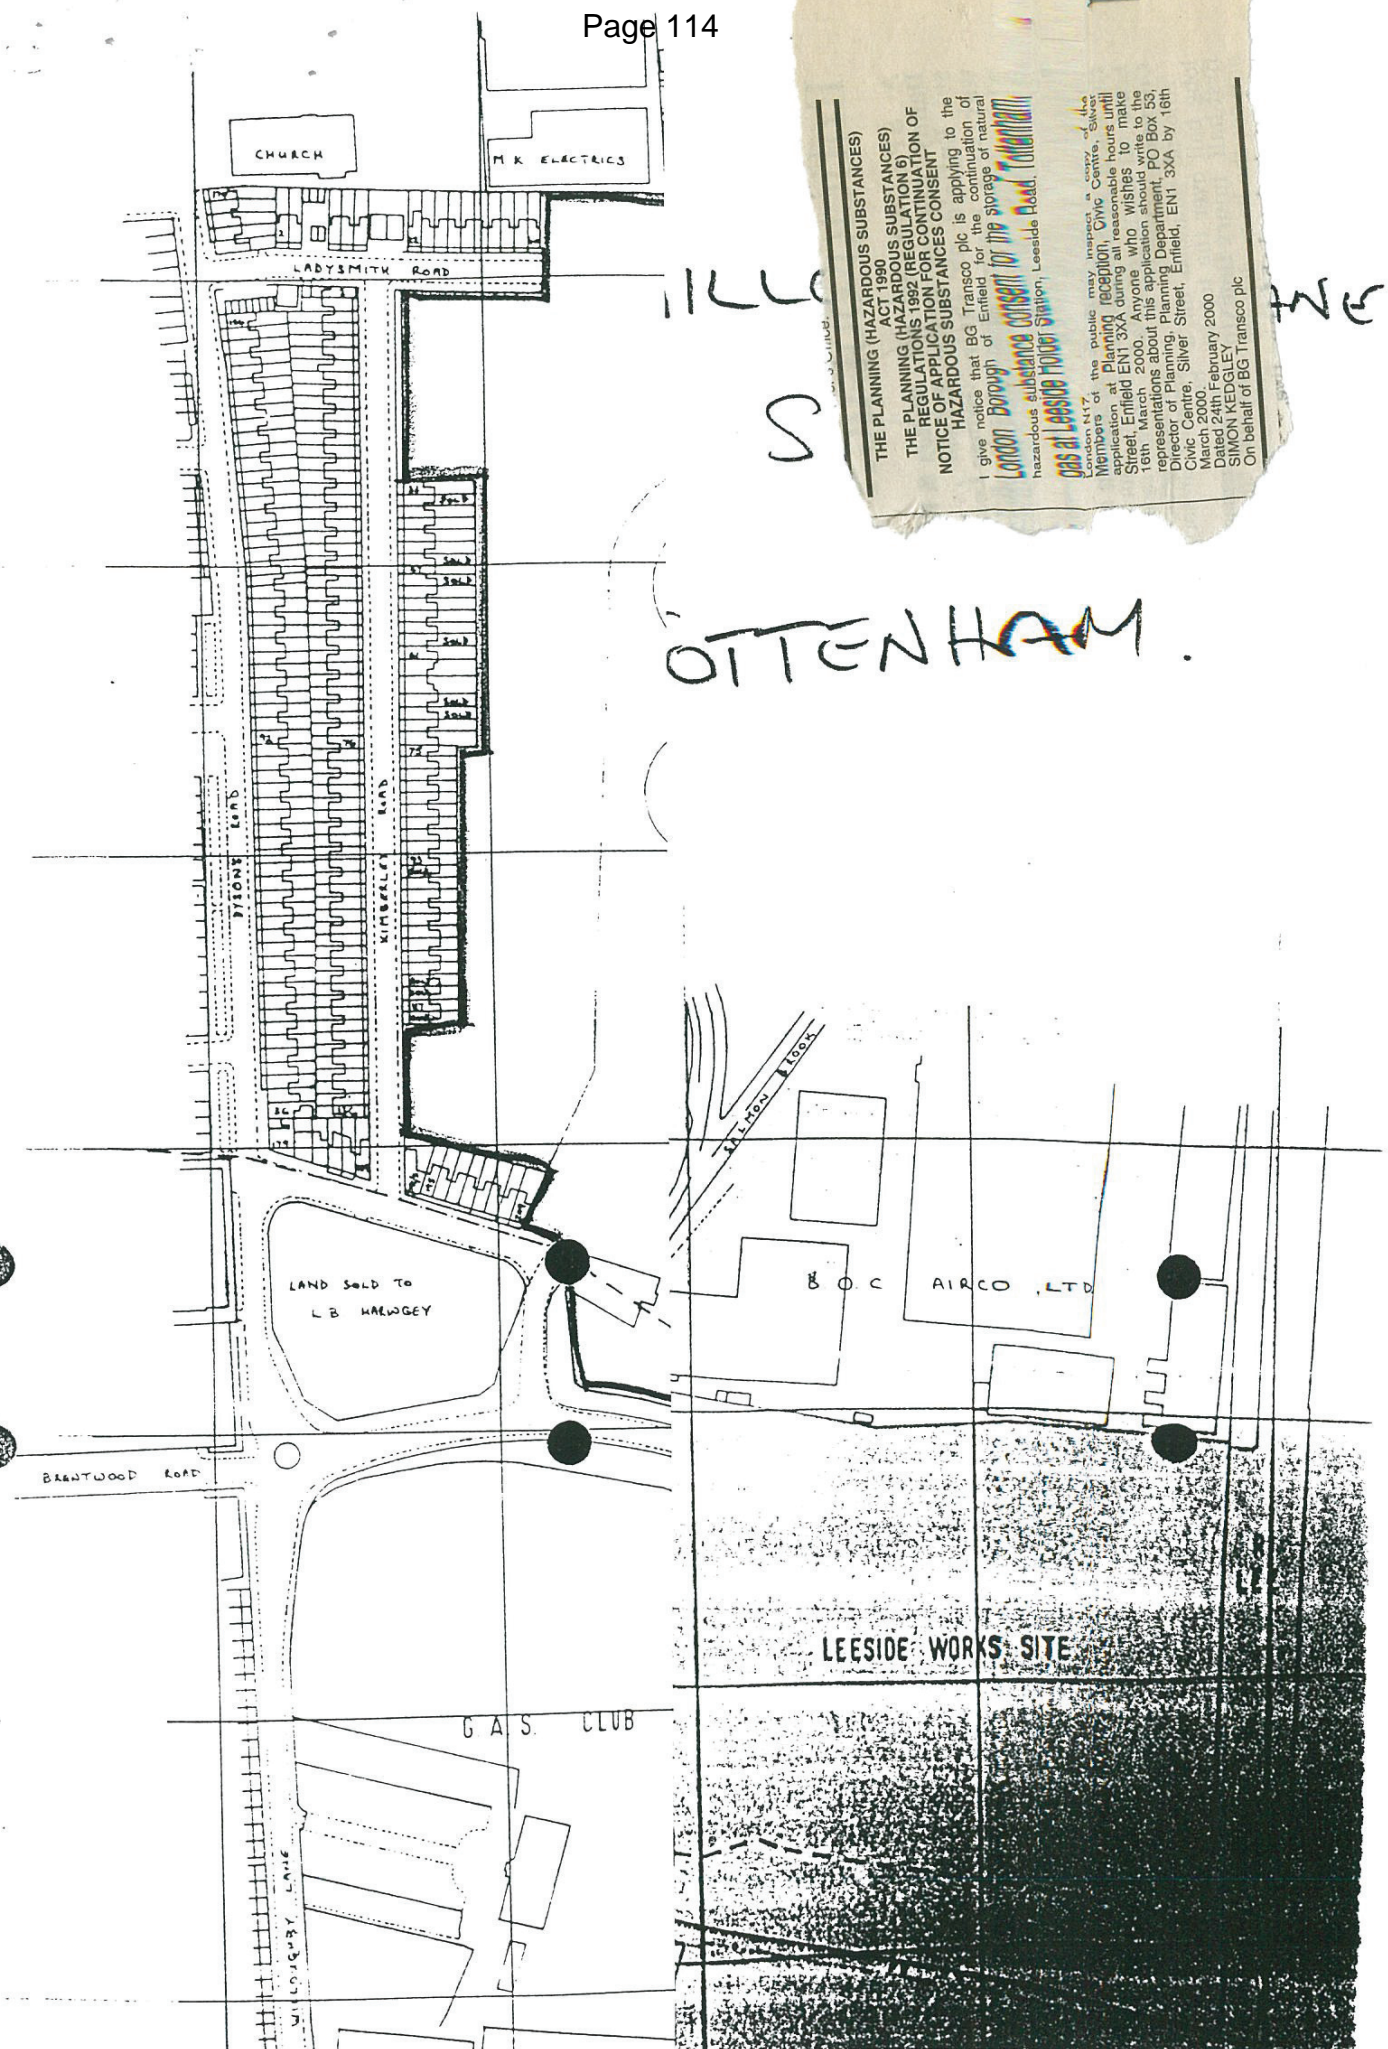 Page 114
CHURCH
M K ELECTRICS
LADYSMITH ROAD
THE PLANNING (HAZARDOUS SUBSTANCES)
ACT 1990
THE PLANNING (HAZARDOUS SUBSTANCES)
REGULATIONS 1992 (REGULATION 6)
NOTICE OF APPLICATION FOR CONTINUATION OF
HAZARDOUS SUBSTANCES CONSENT
I give notice that BG Transco plc is applying to the
London Borough of Enfield for the continuation of
hazardous substance consent for the storage of natural
gas at Leeside Holder Station, Leeside Road, Tottenham,
London N17.
Members of the public may inspect a copy of the
application at Planning reception, Civic Centre, Silver
Street, Enfield EN1 3XA during all reasonable hours until
16th March 2000. Anyone who wishes to make
representations about this application should write to the
Director of Planning, Planning Department, PO Box 53,
Civic Centre, Silver Street, Enfield, EN1 3XA by 16th
March 2000.
Dated 24th February 2000
SIMON KEDGLEY
On behalf of BG Transco plc
ILL
ANE
S
OTTENHAM.
SOLD
SOLD
SOLD
SOLD
SOLD
SOLD
75
DYSONS ROAD
KIMBERLEY ROAD
SALMON BROOK
LAND SOLD TO
L B HARINGEY
B O C AIRCO LTD
BRENTWOOD ROAD
LEE
LEESIDE WORKS SITE
G. A. S. CLUB
WILLOUGHBY LANE